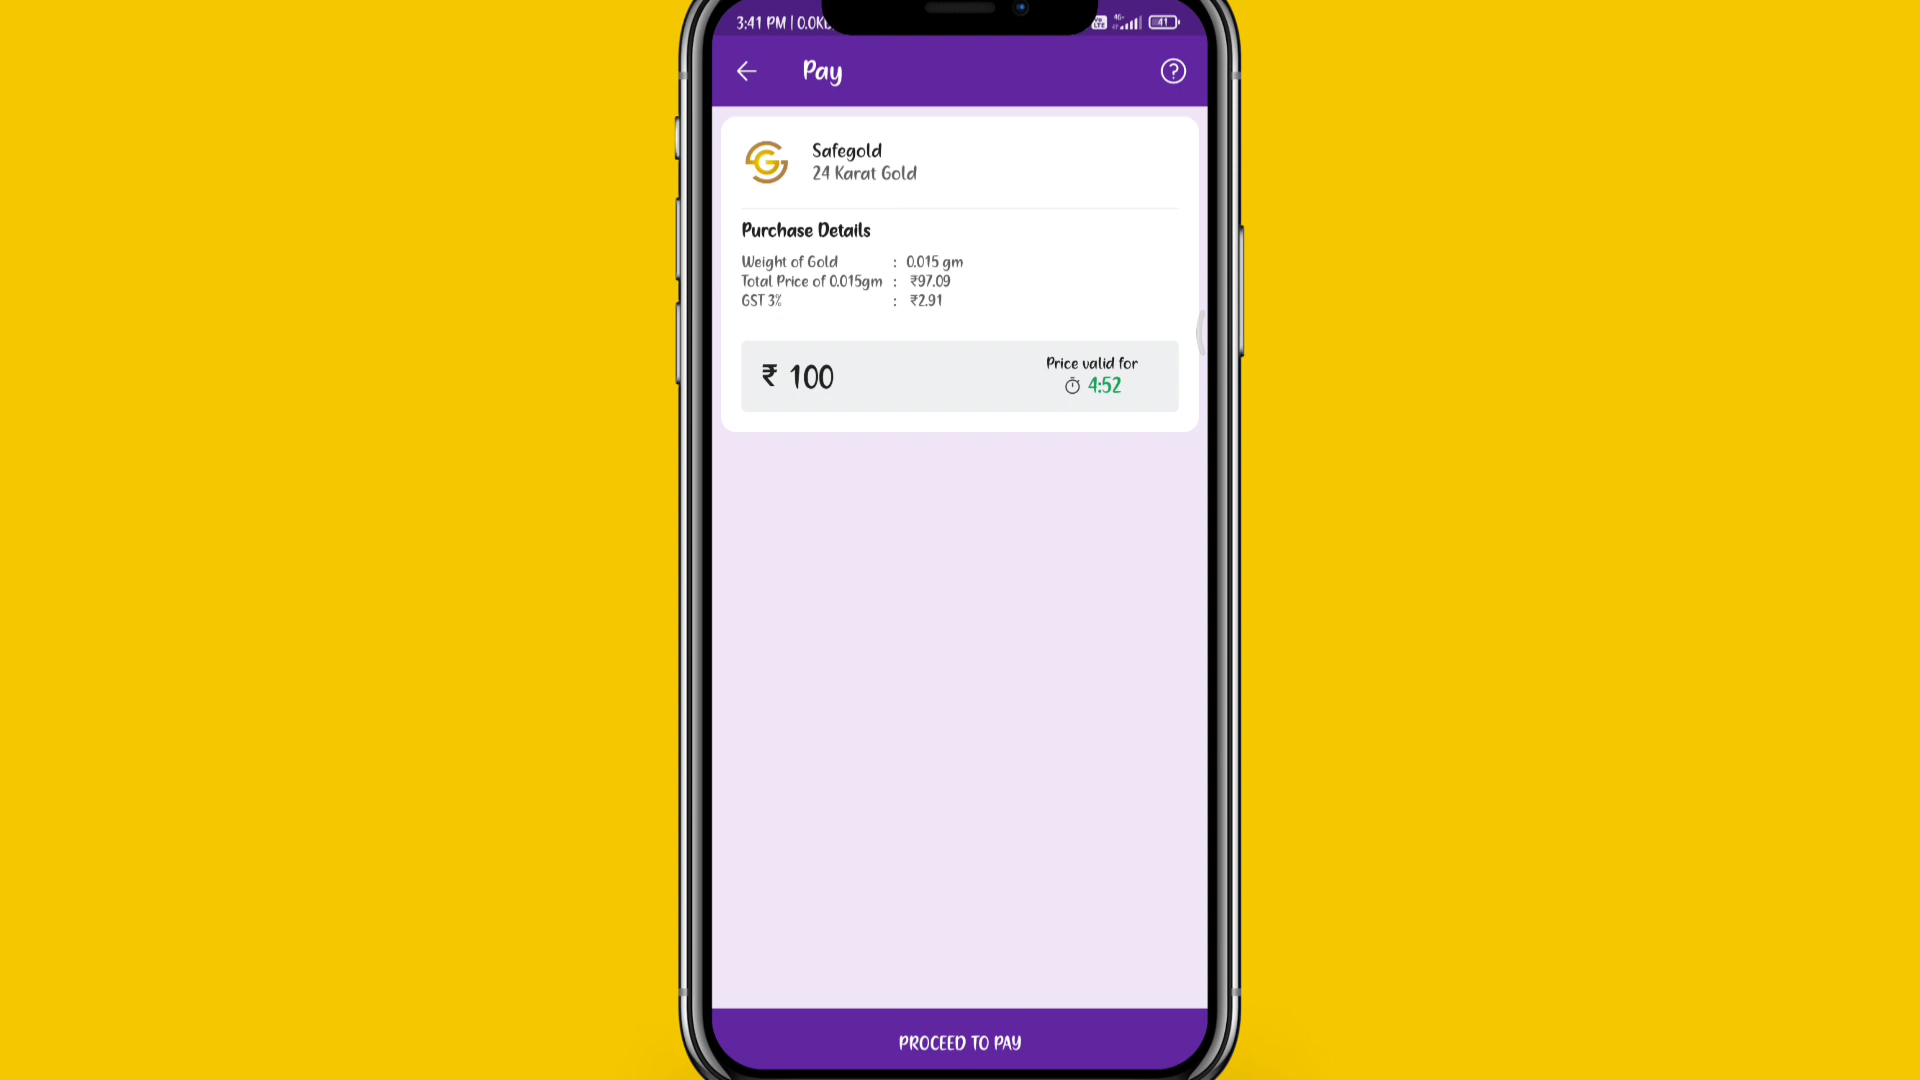 3:41 PM | 0.0K
41
Pay
Safegold
24 Karat Gold
Purchase Details
Weight of Gold : 0.015 gm
Total Price of 0.015gm : ₹97.09
GST 3% : ₹2.91
₹ 100
Price valid for
4:52
PROCEED TO PAY